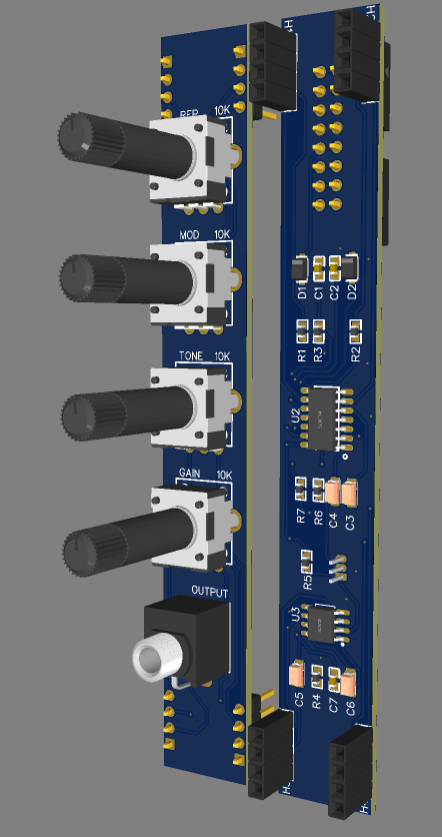 REP 10K
MOD 10K
TONE 10K
GAIN 10K
OUTPUT
D1 C1 C2 D2
R1 R3 R2
U2
R7 R6 C4 C3
R5
U3
C5 R4 C7 C6